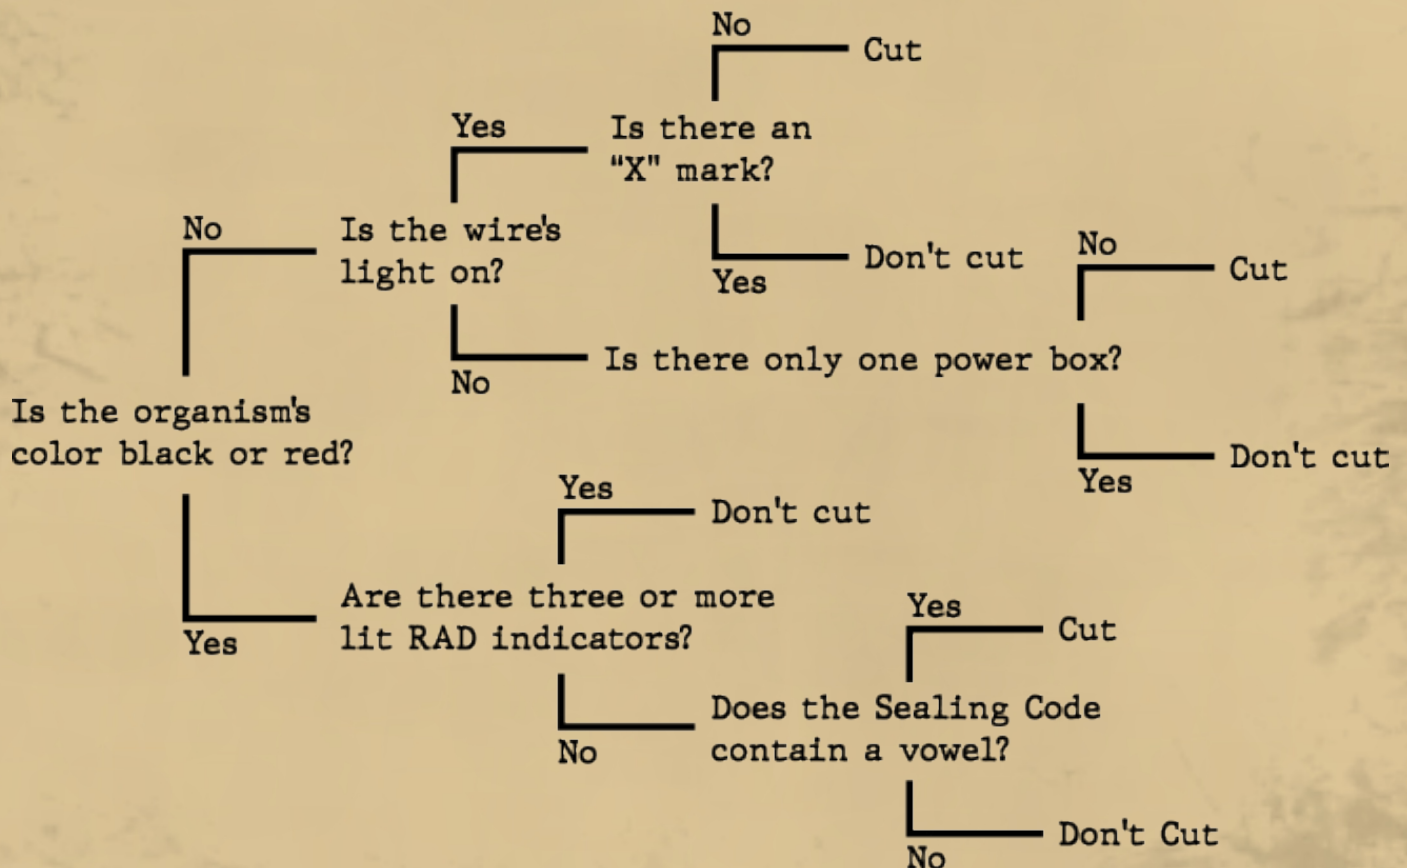 No
Cut
Yes
Is there an
“X" mark?
No
Is the wire's
light on?
Yes
Don't cut
No
Cut
No
Is there only one power box?
Is the organism's
color black or red?
Yes
Don't cut
Yes
Don't cut
Yes
Are there three or more
lit RAD indicators?
Yes
Cut
No
Does the Sealing Code
contain a vowel?
No
Don't Cut